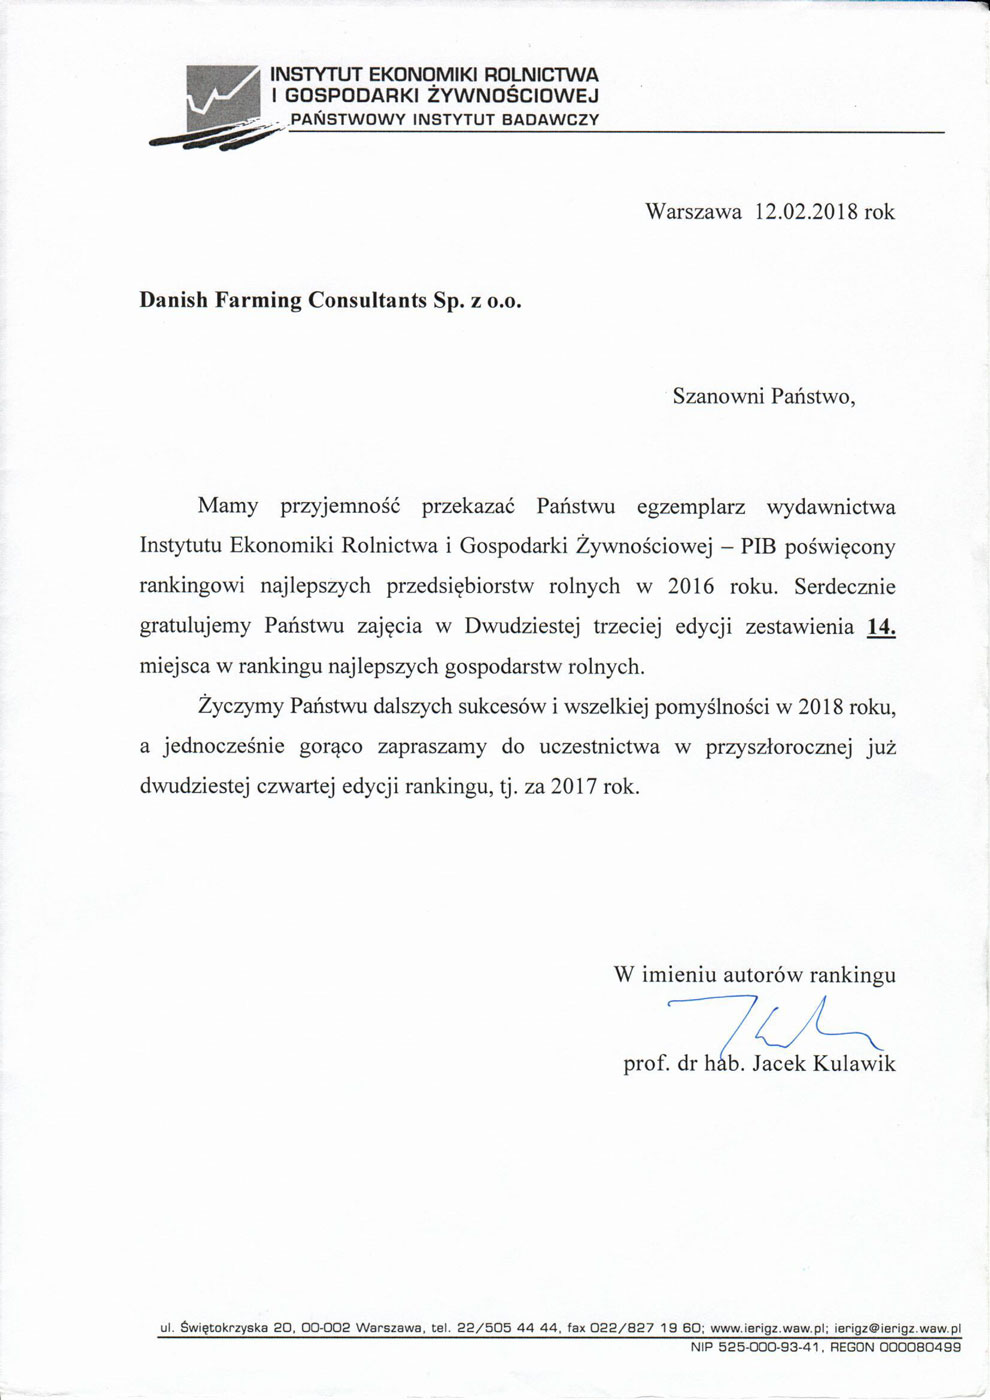 INSTYTUT EKONOMIKI ROLNICTWA
I GOSPODARKI ŻYWNOŚCIOWEJ
PAŃSTWOWY INSTYTUT BADAWCZY
Warszawa 12.02.2018 rok
Danish Farming Consultants Sp. z o.o.
Szanowni Państwo,
Mamy przyjemność przekazać Państwu egzemplarz wydawnictwa
Instytutu Ekonomiki Rolnictwa i Gospodarki Żywnościowej – PIB poświęcony
rankingowi najlepszych przedsiębiorstw rolnych w 2016 roku. Serdecznie
gratulujemy Państwu zajęcia w Dwudziestej trzeciej edycji zestawienia 14.
miejsca w rankingu najlepszych gospodarstw rolnych.
Życzymy Państwu dalszych sukcesów i wszelkiej pomyślności w 2018 roku,
a jednocześnie gorąco zapraszamy do uczestnictwa w przyszłorocznej już
dwudziestej czwartej edycji rankingu, tj. za 2017 rok.
W imieniu autorów rankingu
prof. dr hab. Jacek Kulawik
ul. Świętokrzyska 20, 00-002 Warszawa, tel. 22/505 44 44, fax 022/827 19 60; www.ierigz.waw.pl; ierigz@ierigz.waw.pl
NIP 525-000-93-41, REGON 000080499